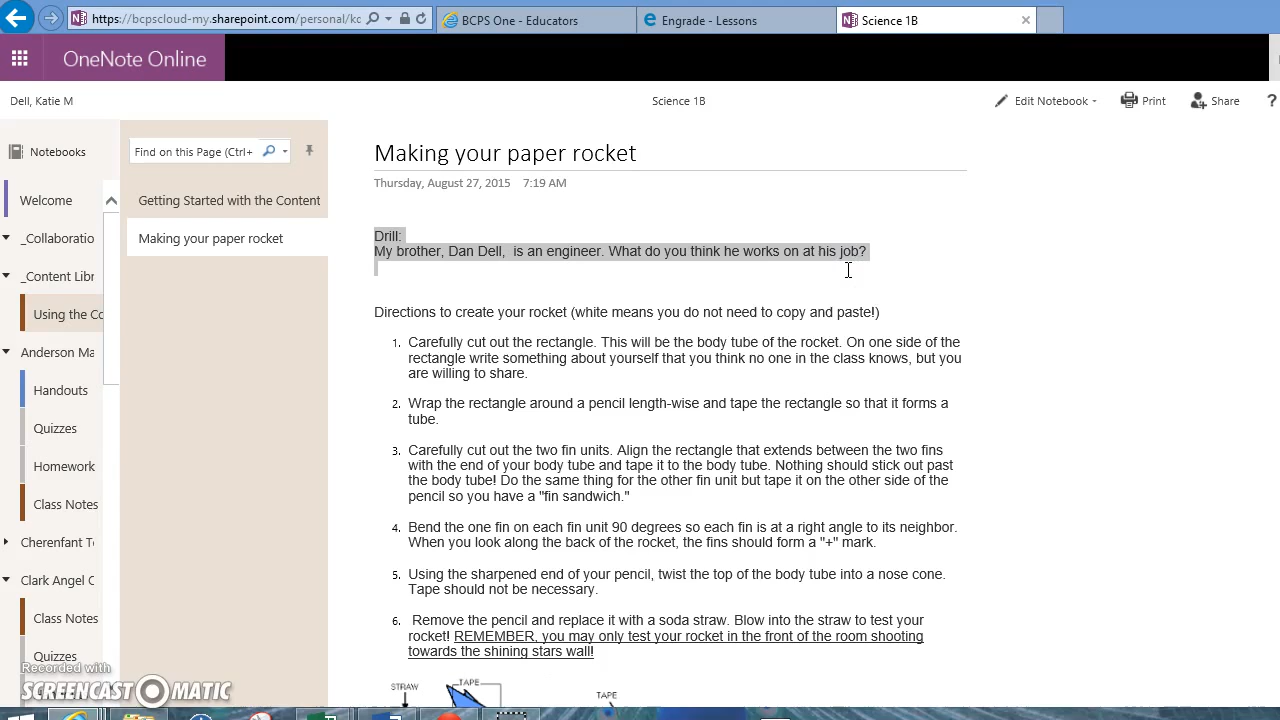 https://bcpscloud-my.sharepoint.com/personal/kc
BCPS One - Educators
Engrade - Lessons
Science 1B
OneNote Online
Dell, Katie M
Science 1B
Edit Notebook
Print
Share
?
Notebooks
Find on this Page (Ctrl+
Welcome
_Collaboratio
_Content Libr
Using the Co
Anderson Ma
Handouts
Quizzes
Homework
Class Notes
Cherenfant To
Clark Angel C
Class Notes
Quizzes
Getting Started with the Content
Making your paper rocket
Making your paper rocket
Thursday, August 27, 2015 7:19 AM
Drill:
My brother, Dan Dell,  is an engineer. What do you think he works on at his job?
Directions to create your rocket (white means you do not need to copy and paste!)
1. Carefully cut out the rectangle. This will be the body tube of the rocket. On one side of the
rectangle write something about yourself that you think no one in the class knows, but you
are willing to share.
2. Wrap the rectangle around a pencil length-wise and tape the rectangle so that it forms a
tube.
3. Carefully cut out the two fin units. Align the rectangle that extends between the two fins
with the end of your body tube and tape it to the body tube. Nothing should stick out past
the body tube! Do the same thing for the other fin unit but tape it on the other side of the
pencil so you have a "fin sandwich."
4. Bend the one fin on each fin unit 90 degrees so each fin is at a right angle to its neighbor.
When you look along the back of the rocket, the fins should form a "+" mark.
5. Using the sharpened end of your pencil, twist the top of the body tube into a nose cone.
Tape should not be necessary.
6. Remove the pencil and replace it with a soda straw. Blow into the straw to test your
rocket! REMEMBER, you may only test your rocket in the front of the room shooting
towards the shining stars wall!
STRAW
TAPE
TAPE
Recorded with
SCREENCAST-O-MATIC